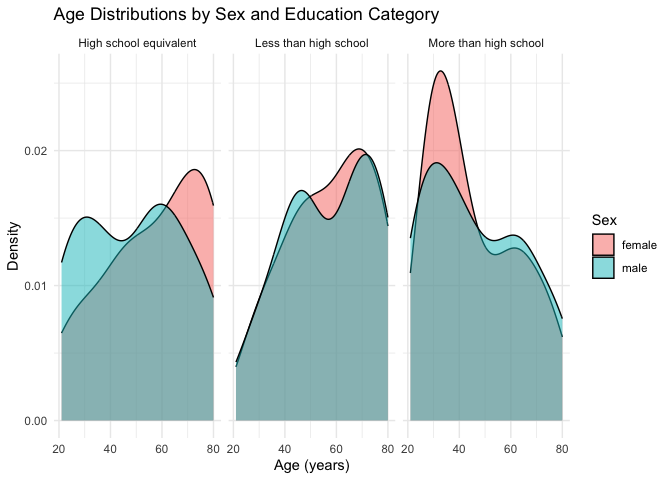 Age Distributions by Sex and Education Category
High school equivalent
Less than high school
More than high school
Density
0.02
0.01
0.00
20 40 60 80
20 40 60 80
20 40 60 80
Age (years)
Sex
female
male